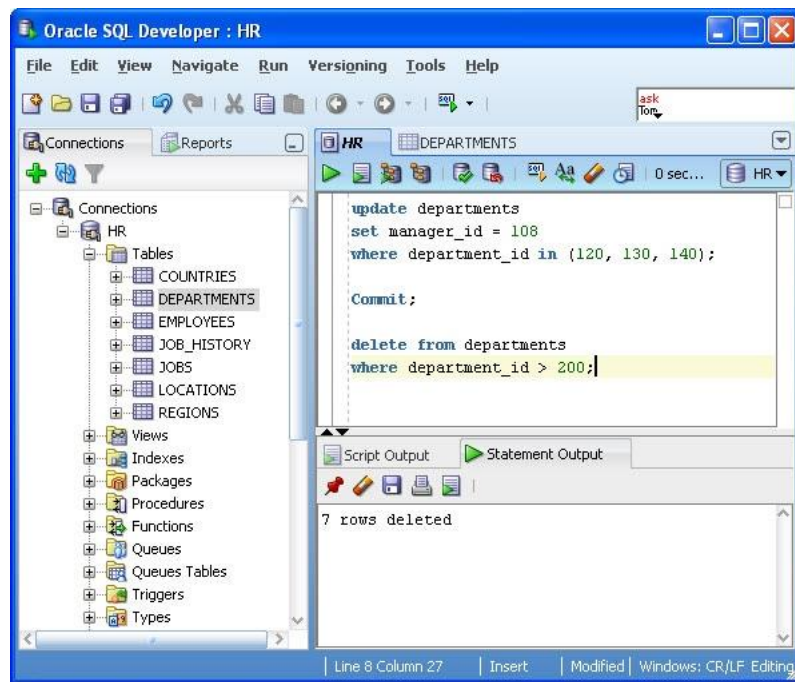 Oracle SQL Developer : HR
File Edit View Navigate Run Versioning Tools Help
SQL
ask
Tom
Connections Reports
HR DEPARTMENTS
0 sec... HR
Connections
HR
Tables
COUNTRIES
DEPARTMENTS
EMPLOYEES
JOB_HISTORY
JOBS
LOCATIONS
REGIONS
Views
Indexes
Packages
Procedures
Functions
Queues
Queues Tables
Triggers
Types
update departments
set manager_id = 108
where department_id in (120, 130, 140);
Commit;
delete from departments
where department_id > 200;
Script Output Statement Output
7 rows deleted
Line 8 Column 27 Insert Modified Windows: CR/LF Editing